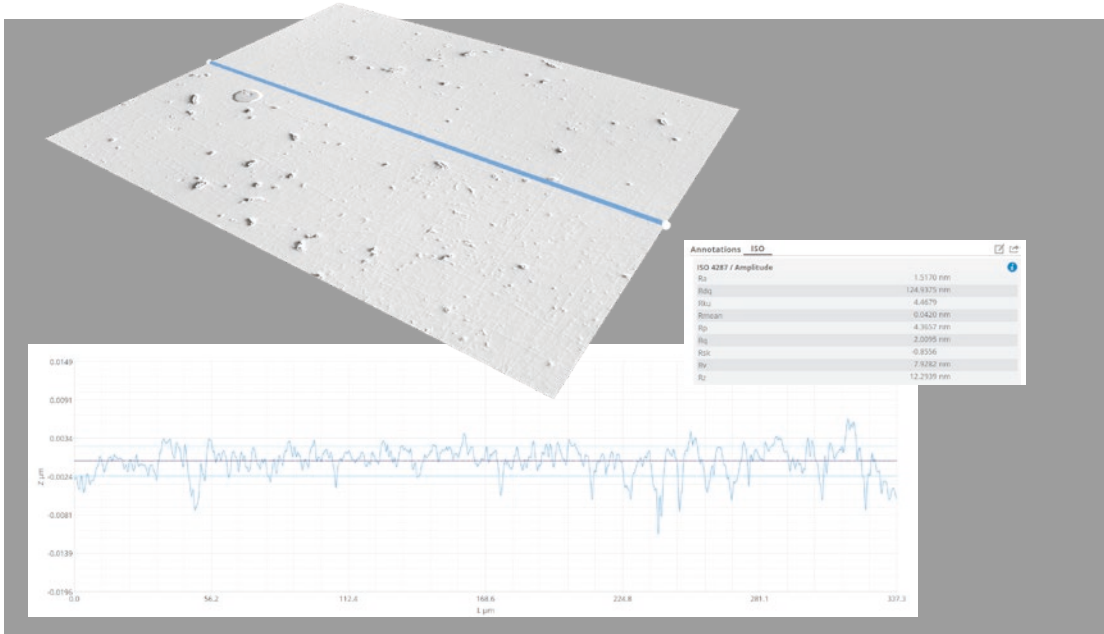 Annotations ISO
ISO 4287 / Amplitude
Ra 1.5170 nm
Rdq 124.9375 nm
Rku 4.4679
Rmean 0.0420 nm
Rp 4.3657 nm
Rq 2.0095 nm
Rsk -0.8556
Rv 7.9282 nm
Rz 12.2939 nm
0.0149
0.0091
0.0034
-0.0024
-0.0081
-0.0139
-0.0196
Z µm
0.0 56.2 112.4 168.6 224.8 281.1 337.3
L µm